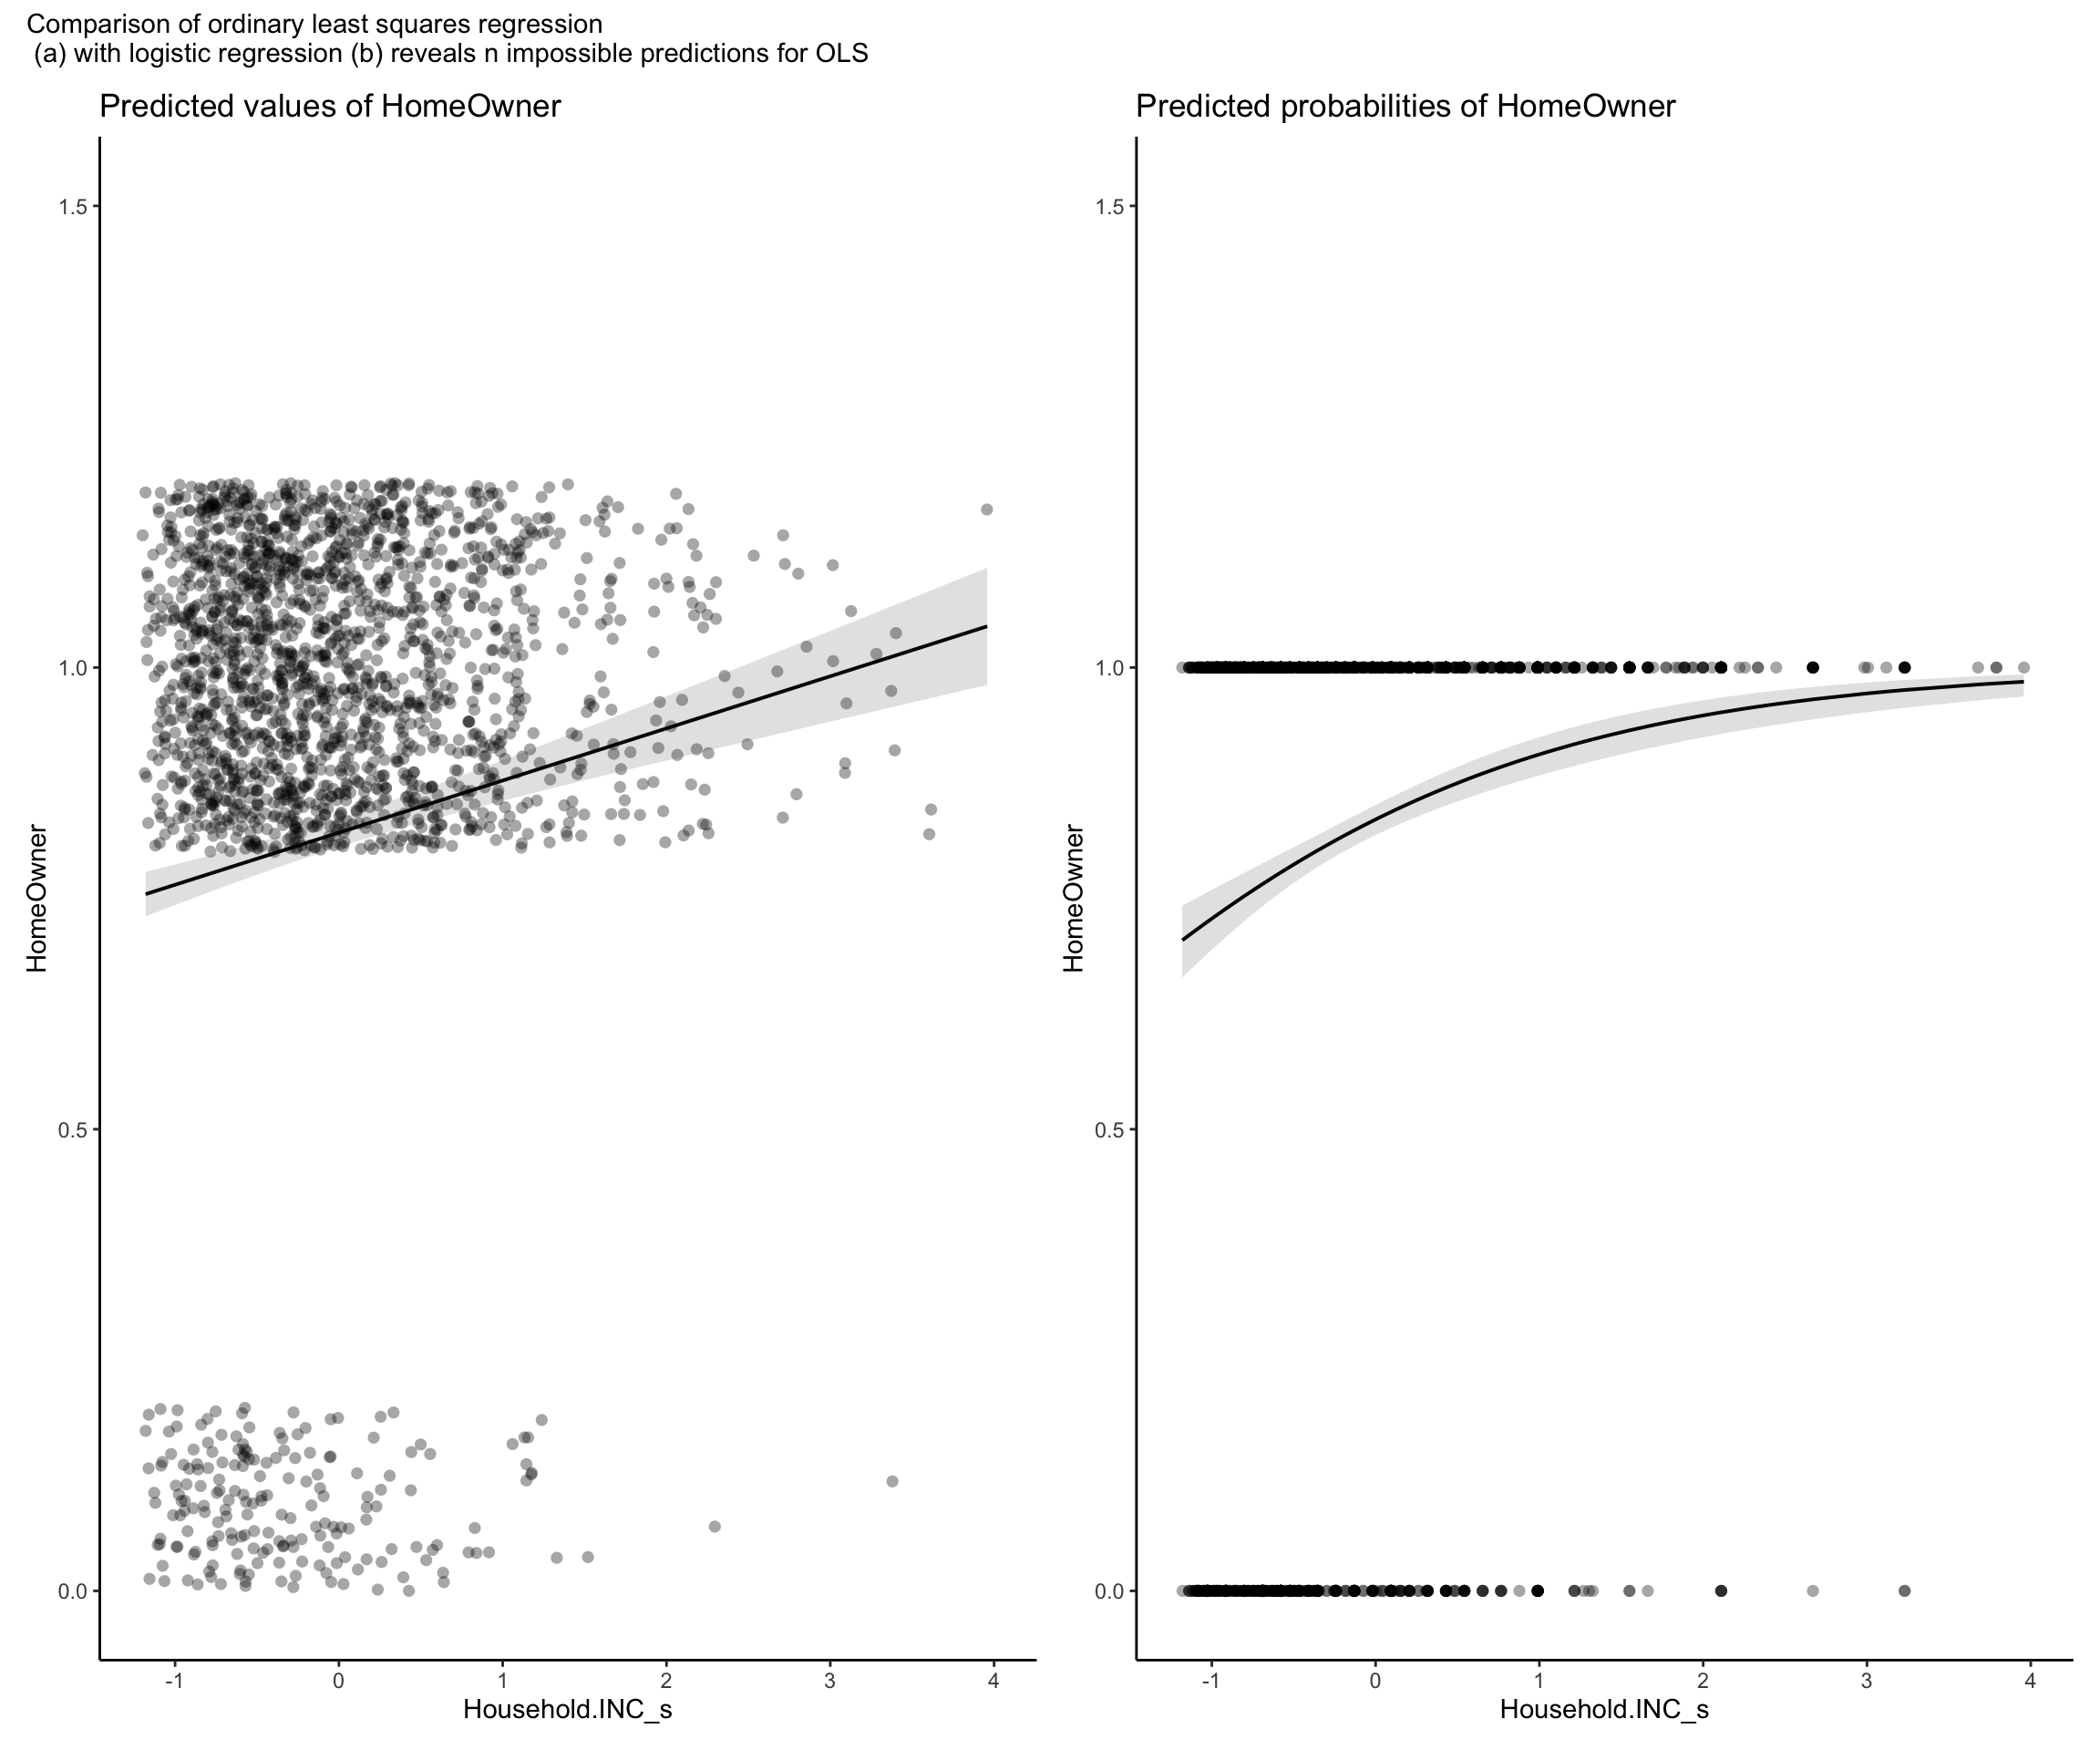 Comparison of ordinary least squares regression
(a) with logistic regression (b) reveals n impossible predictions for OLS
Predicted values of HomeOwner
1.5
1.0
0.5
0.0
HomeOwner
-1 0 1 2 3 4
Household.INC_s
Predicted probabilities of HomeOwner
1.5
1.0
0.5
0.0
HomeOwner
-1 0 1 2 3 4
Household.INC_s